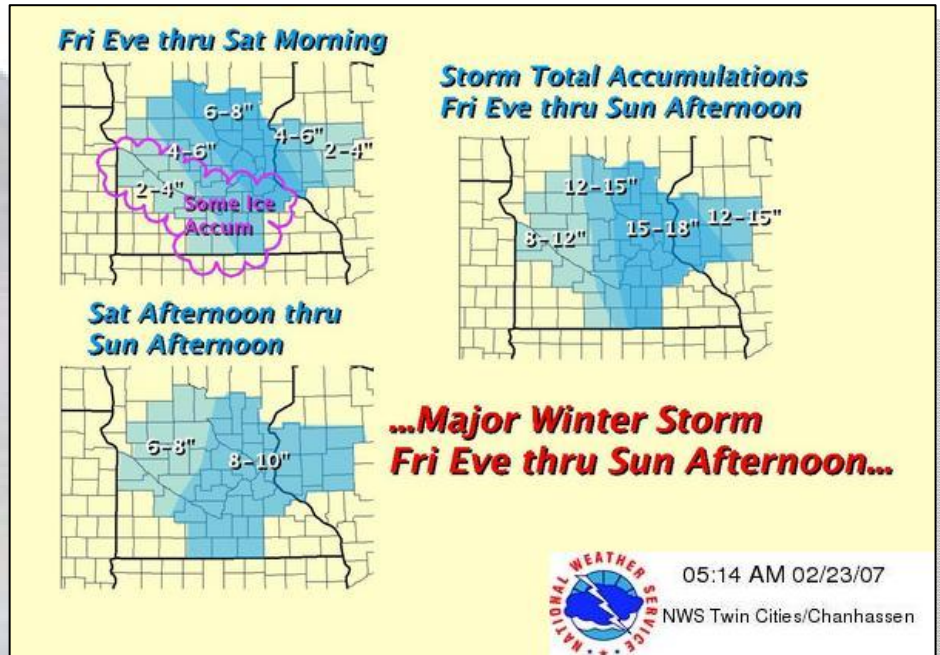 Fri Eve thru Sat Morning
6-8"
4-6"
2-4"
4-6"
2-4"
Some Ice
Accum
Storm Total Accumulations
Fri Eve thru Sun Afternoon
12-15"
15-18"
12-15"
8-12"
Sat Afternoon thru
Sun Afternoon
6-8"
8-10"
...Major Winter Storm
Fri Eve thru Sun Afternoon...
NATIONAL WEATHER SERVICE
05:14 AM 02/23/07
NWS Twin Cities/Chanhassen